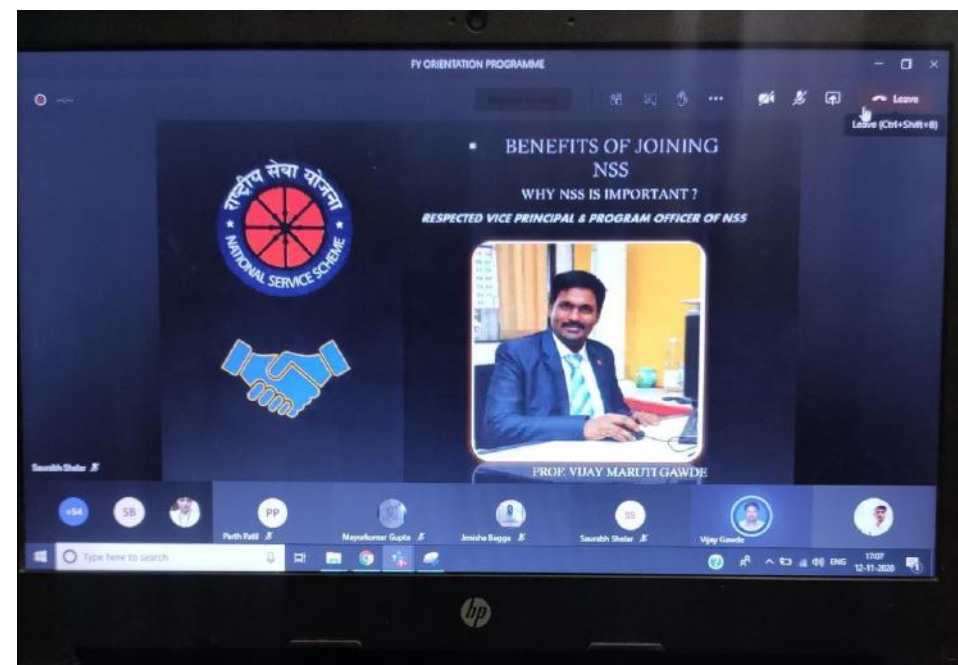 FY ORIENTATION PROGRAMME
Leave
Leave (Ctrl+Shift+B)
राष्ट्रीय सेवा योजना
NATIONAL SERVICE SCHEME
BENEFITS OF JOINING
NSS
WHY NSS IS IMPORTANT ?
RESPECTED VICE PRINCIPAL & PROGRAM OFFICER OF NSS
PROF. VIJAY MARUTI GAWDE
Saurabh Shelar
+54
SB
PP
SS
Parth Patil
Mayurkumar Gupta
Jenisha Bagga
Saurabh Shelar
Vijay Gawde
Type here to search
ENG
17:07
12-11-2020
hp